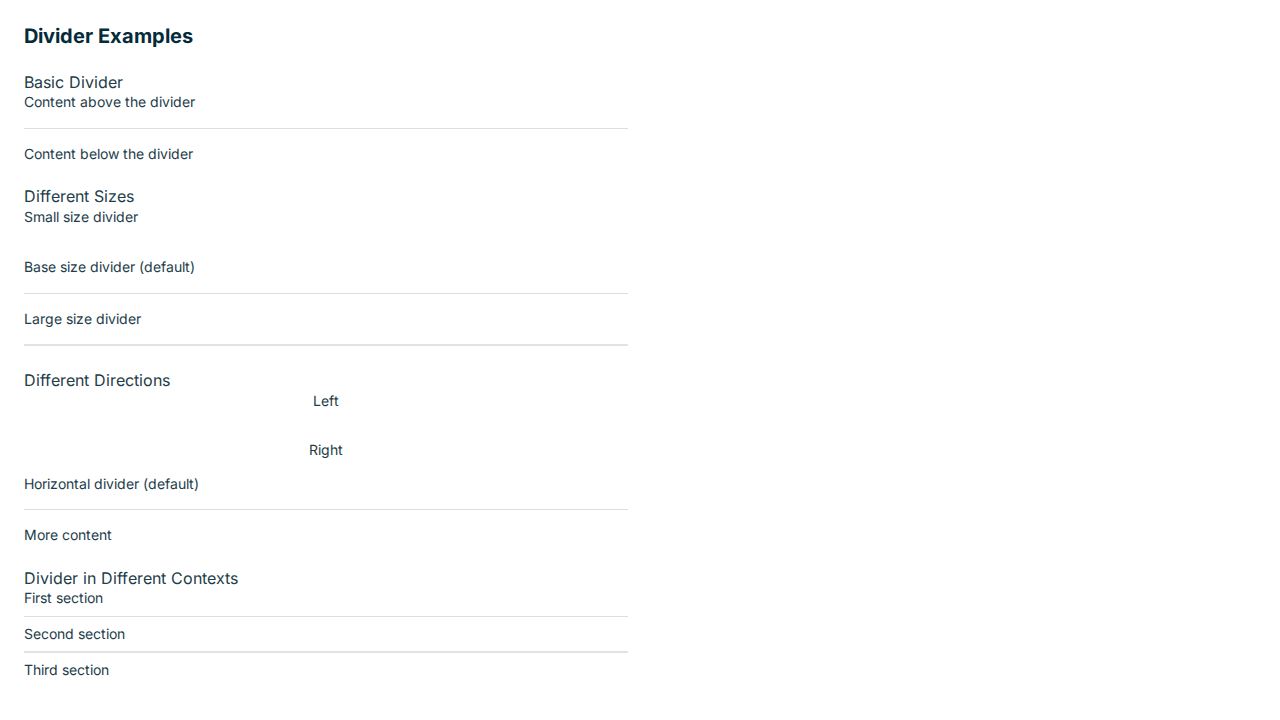 Divider Examples
Basic Divider
Content above the divider
Content below the divider
Different Sizes
Small size divider
Base size divider (default)
Large size divider
Different Directions
Left
Right
Horizontal divider (default)
More content
Divider in Different Contexts
First section
Second section
Third section